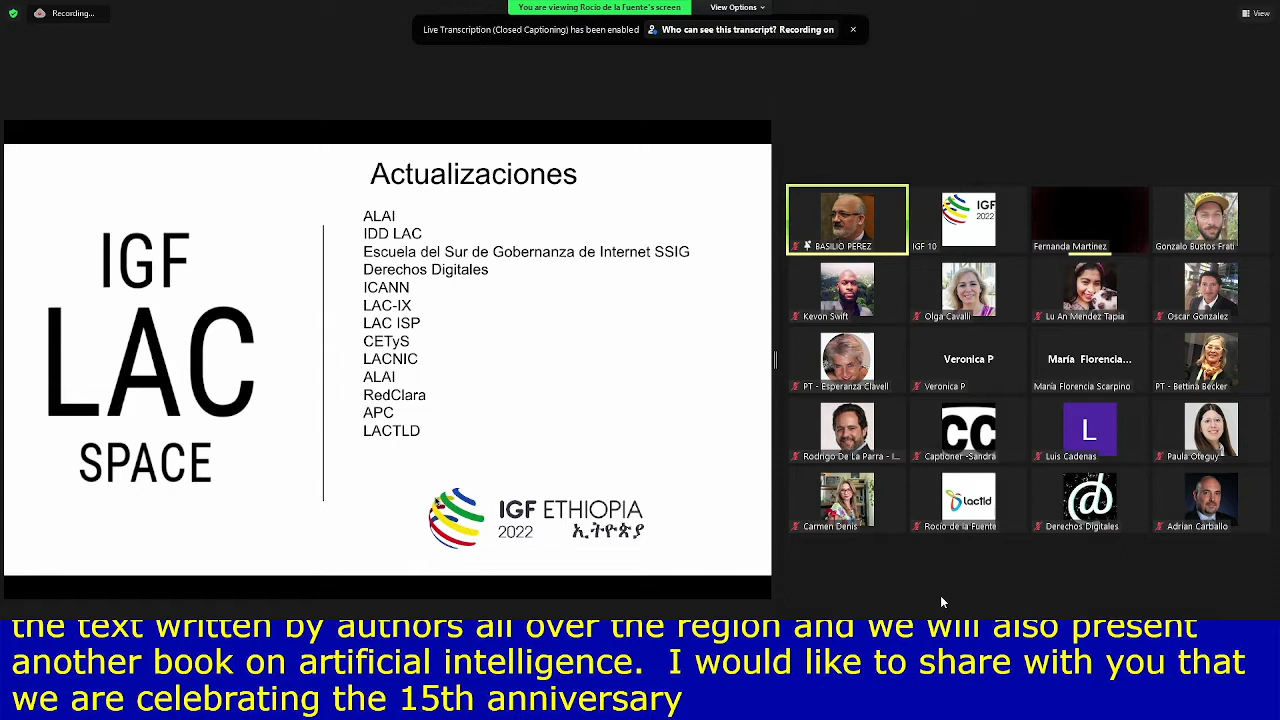 Recording...
You are viewing Rocio de la Fuente's screen
View Options
View
Live Transcription (Closed Captioning) has been enabled
Who can see this transcript? Recording on
IGF
LAC
SPACE
Actualizaciones
ALAI
IDD LAC
Escuela del Sur de Gobernanza de Internet SSIG
Derechos Digitales
ICANN
LAC-IX
LAC ISP
CETyS
LACNIC
ALAI
RedClara
APC
LACTLD
IGF ETHIOPIA
2022 ኢትዮጵያ
BASILIO PEREZ
IGF
2022
IGF 10
Fernanda Martinez
Gonzalo Bustos Frati
Kevon Swift
Olga Cavalli
Lu An Mendez Tapia
Oscar Gonzalez
PT - Esperanza Clavell
Veronica P
Veronica P
María Florencia...
María Florencia Scarpino
PT - Bettina Becker
Rodrigo De La Parra - I...
CC
Captioner -Sandra
L
Luis Cadenas
Paula Oteguy
Carmen Denis
lactld
Rocio de la Fuente
@
Derechos Digitales
Adrian Carballo
the text written by authors all over the region and we will also present
another book on artificial intelligence. I would like to share with you that
we are celebrating the 15th anniversary